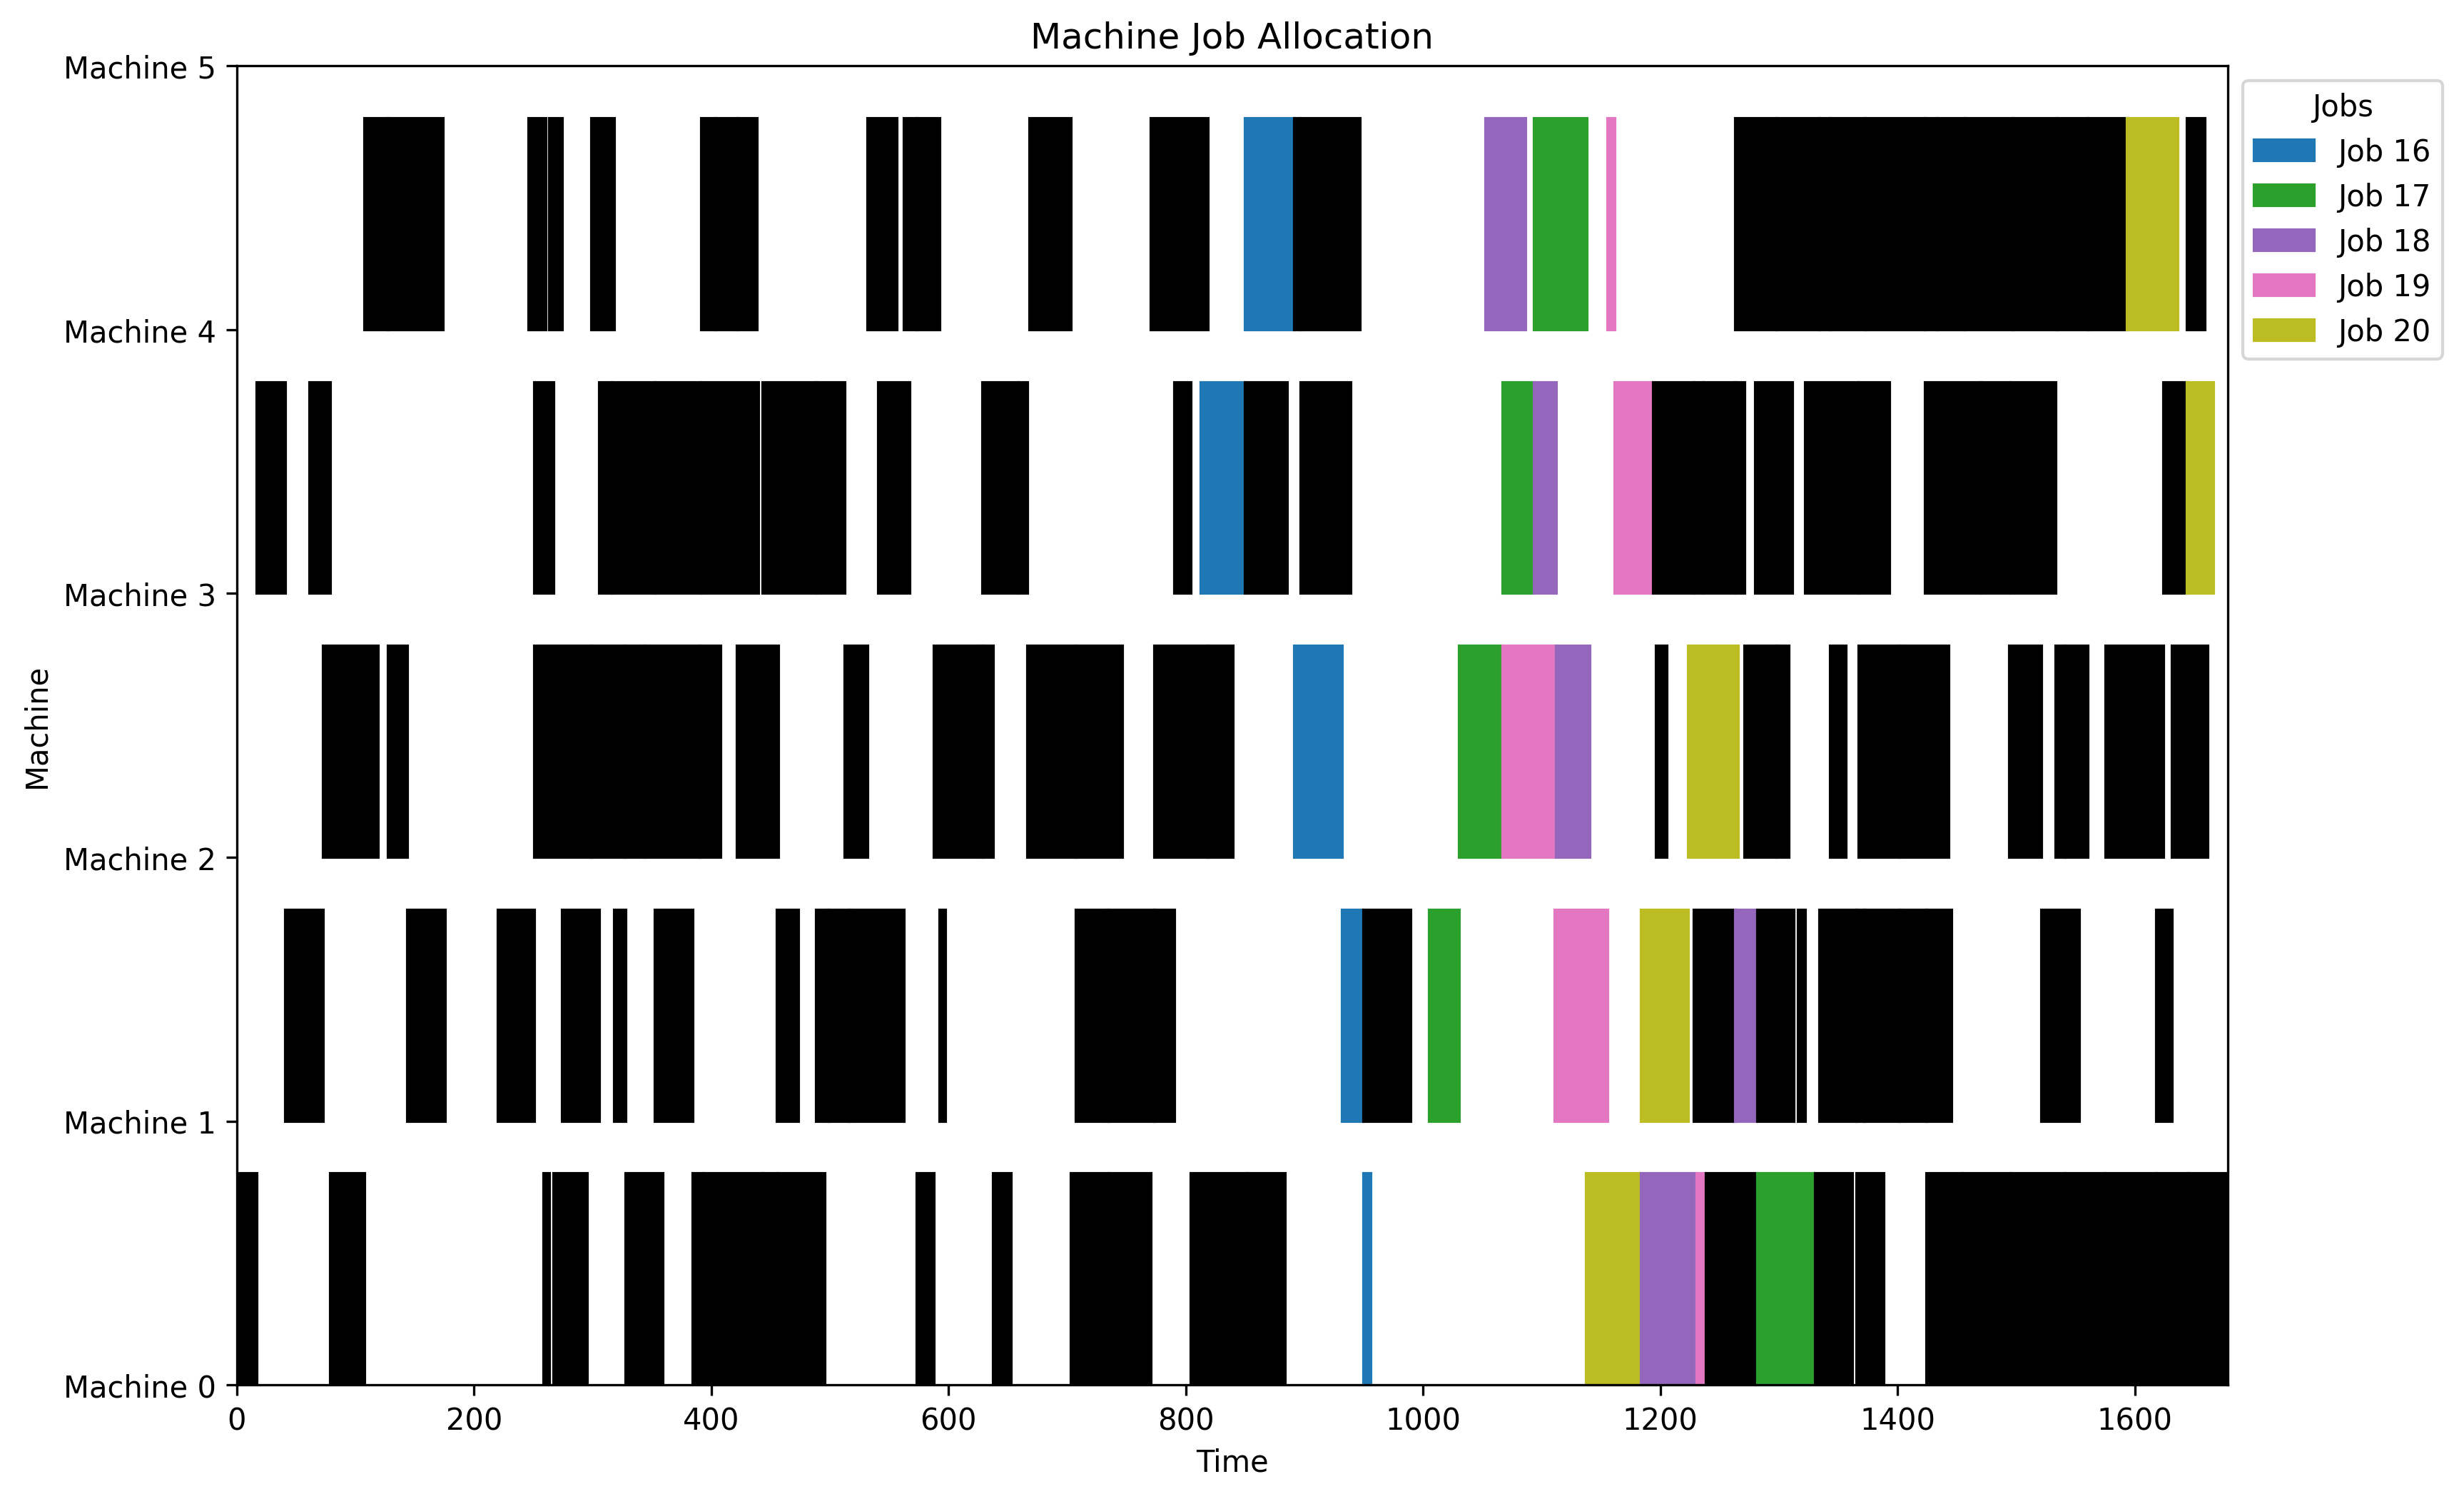 Machine Job Allocation
Machine 5
Machine 4
Machine 3
Machine 2
Machine 1
Machine 0
Machine
0 200 400 600 800 1000 1200 1400 1600
Time
Jobs
Job 16
Job 17
Job 18
Job 19
Job 20